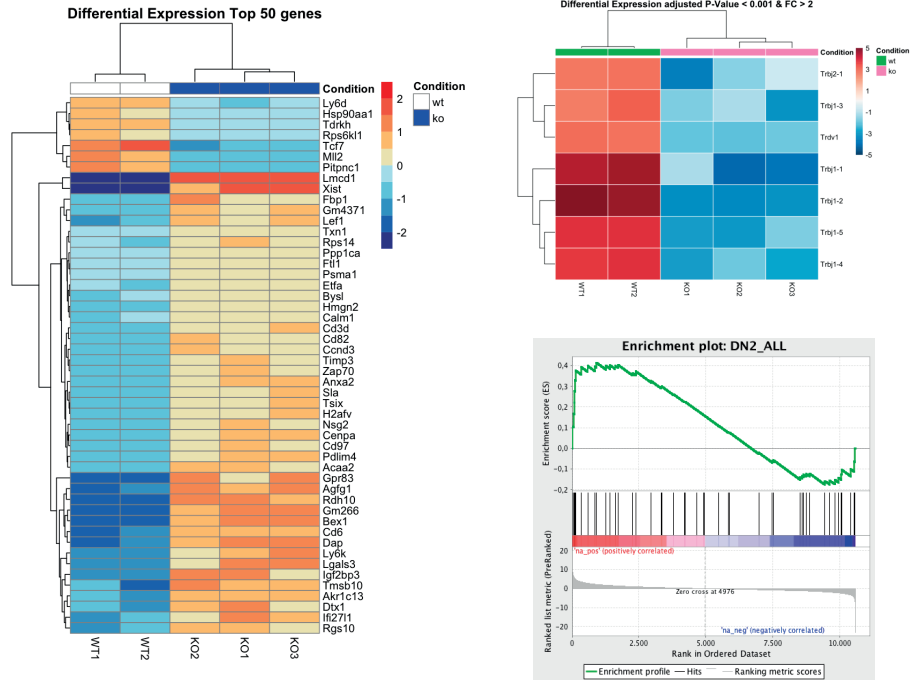 Differential Expression Top 50 genes
Condition
Ly6d
Hsp90aa1
Tdrkh
Rps6kl1
Tcf7
Mll2
Pitpnc1
Lmcd1
Xist
Fbp1
Gm4371
Lef1
Txn1
Rps14
Ppp1ca
Ftl1
Psma1
Etfa
Bysl
Hmgn2
Calm1
Cd3d
Cd82
Ccnd3
Timp3
Zap70
Anxa2
Sla
Tsix
H2afv
Nsg2
Cenpa
Cd97
Pdlim4
Acaa2
Gpr83
Agfg1
Rdh10
Gm266
Bex1
Cd6
Dap
Ly6k
Lgals3
Igf2bp3
Tmsb10
Akr1c13
Dtx1
Ifi27l1
Rgs10
WT1 WT2 KO2 KO1 KO3
2
1
0
-1
-2
Condition
wt
ko
Differential Expression adjusted P-Value < 0.001 & FC > 2
Condition
Trbj2-1
Trbj1-3
Trdv1
Trbj1-1
Trbj1-2
Trbj1-5
Trbj1-4
WT1 WT2 KO1 KO2 KO3
5
3
1
-1
-3
-5
Condition
wt
ko
Enrichment plot: DN2_ALL
Enrichment score (ES)
0,4
0,3
0,2
0,1
0,0
-0,1
-0,2
'na_pos' (positively correlated)
Ranked list metric (PreRanked)
20
10
0
-10
-20
Zero cross at 4976
'na_neg' (negatively correlated)
0 2.500 5.000 7.500 10.000
Rank in Ordered Dataset
Enrichment profile Hits Ranking metric scores